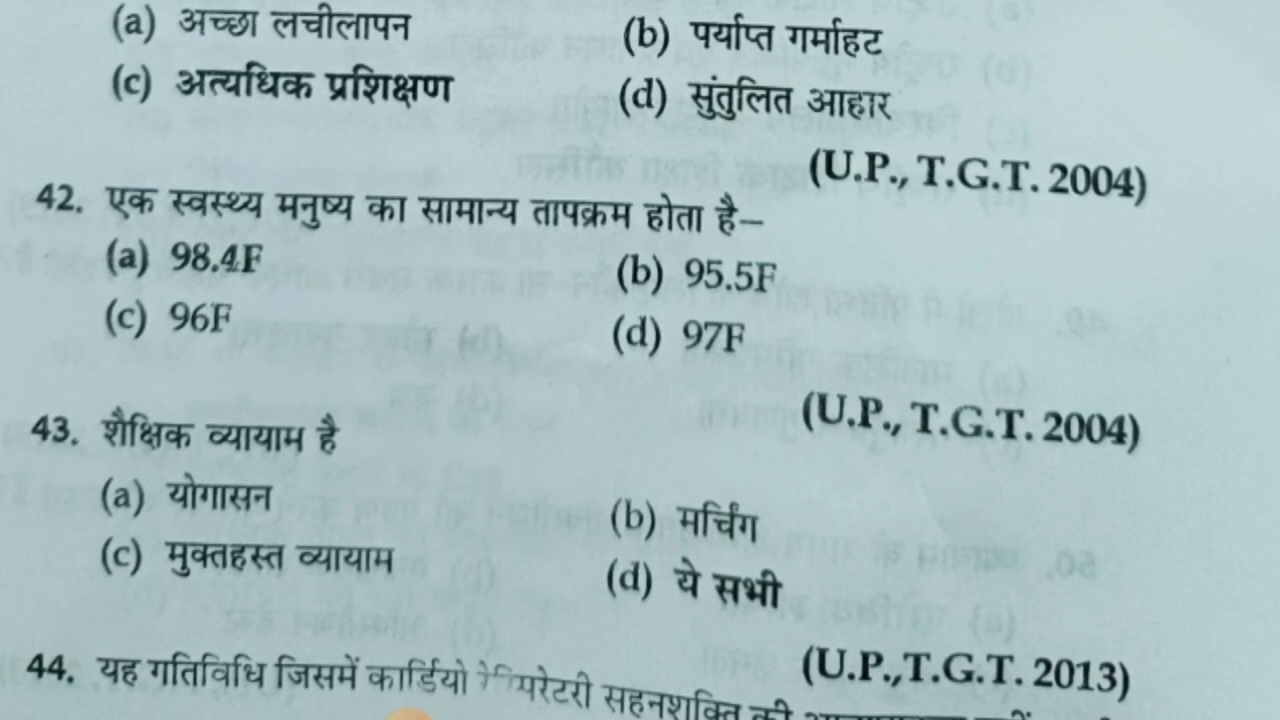 (a) अच्छा लचीलापन (b) पर्याप्त गर्माहट
(c) अत्यधिक प्रशिक्षण (d) सुंतुलित आहार
(U.P., T.G.T. 2004)
42. एक स्वस्थ्य मनुष्य का सामान्य तापक्रम होता है–
(a) 98.4F (b) 95.5F
(c) 96F (d) 97F
(U.P., T.G.T. 2004)
43. शैक्षिक व्यायाम है
(a) योगासन (b) मर्चिंग
(c) मुक्तहस्त व्यायाम (d) ये सभी
(U.P.,T.G.T. 2013)
44. यह गतिविधि जिसमें कार्डियो सहनशक्ति की